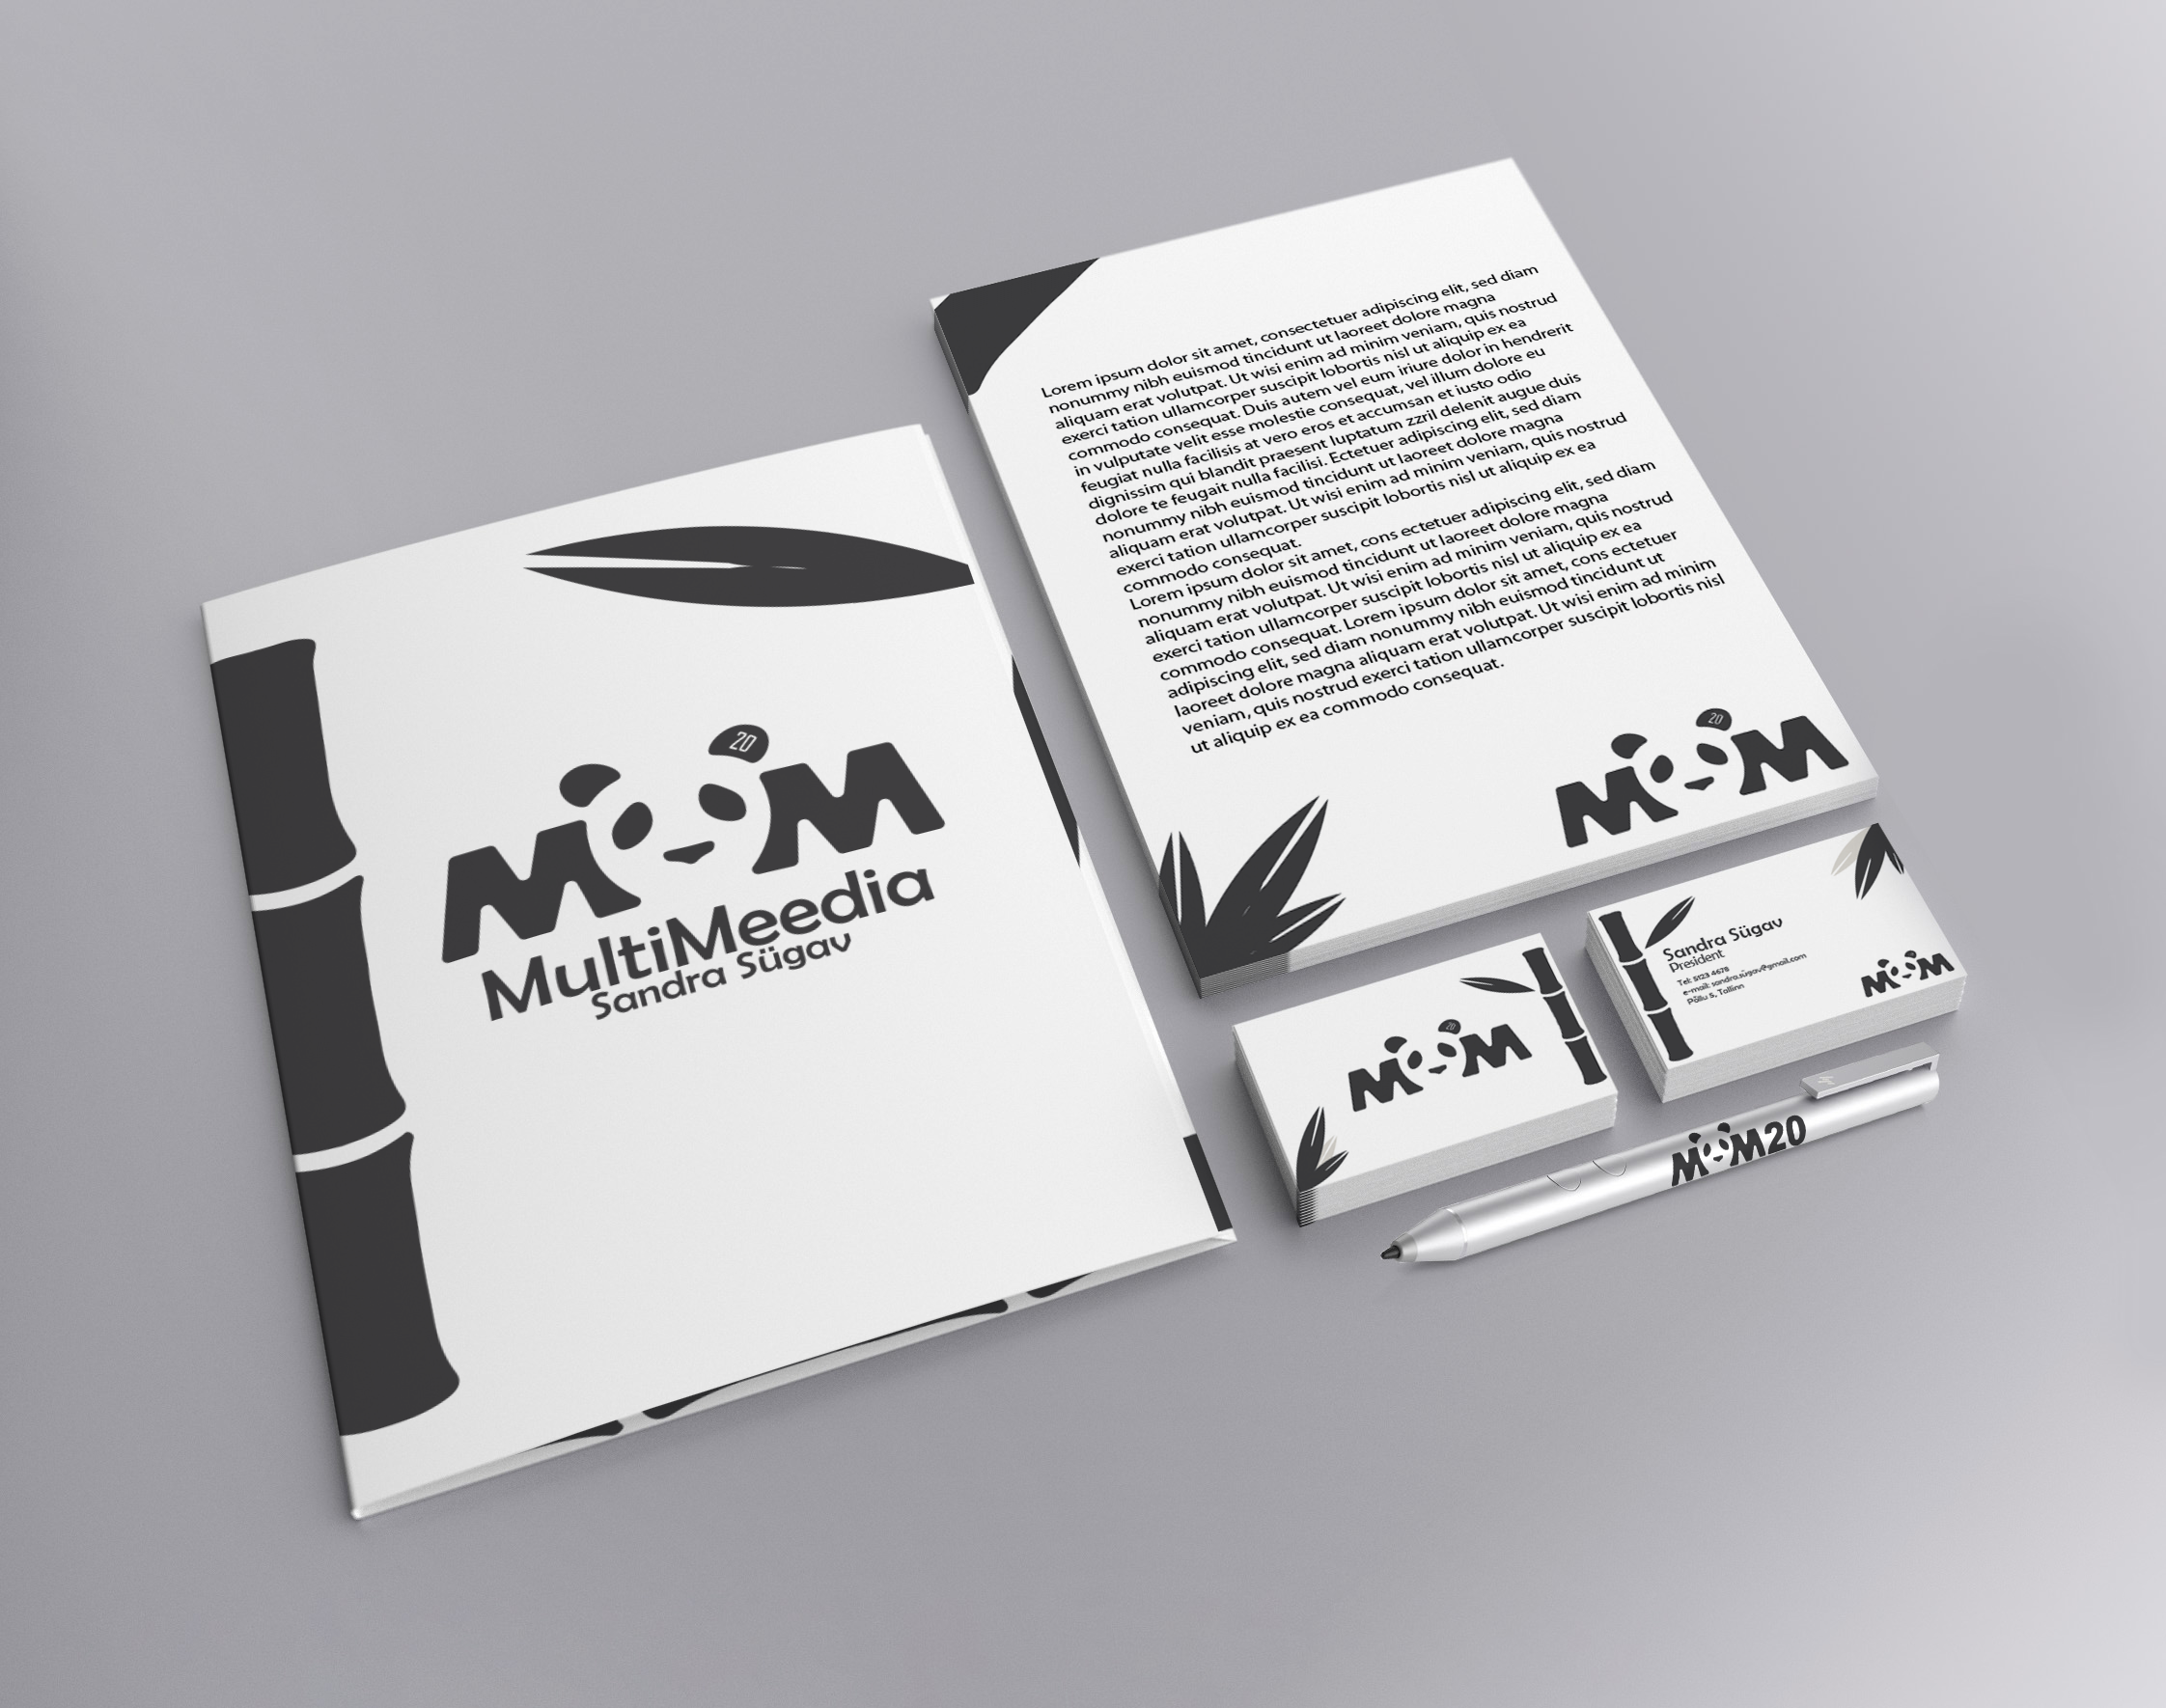 20
MOM
MultiMeedia
Sandra Sügav
Lorem ipsum dolor sit amet, consectetuer adipiscing elit, sed diam
nonummy nibh euismod tincidunt ut laoreet dolore magna
aliquam erat volutpat. Ut wisi enim ad minim veniam, quis nostrud
exerci tation ullamcorper suscipit lobortis nisl ut aliquip ex ea
commodo consequat. Duis autem vel eum iriure dolor in hendrerit
in vulputate velit esse molestie consequat, vel illum dolore eu
feugiat nulla facilisis at vero eros et accumsan et iusto odio
dignissim qui blandit praesent luptatum zzril delenit augue duis
dolore te feugait nulla facilisi. Ectetuer adipiscing elit, sed diam
nonummy nibh euismod tincidunt ut laoreet dolore magna
aliquam erat volutpat. Ut wisi enim ad minim veniam, quis nostrud
exerci tation ullamcorper suscipit lobortis nisl ut aliquip ex ea
commodo consequat.
Lorem ipsum dolor sit amet, cons ectetuer adipiscing elit, sed diam
nonummy nibh euismod tincidunt ut laoreet dolore magna
aliquam erat volutpat. Ut wisi enim ad minim veniam, quis nostrud
exerci tation ullamcorper suscipit lobortis nisl ut aliquip ex ea
commodo consequat. Lorem ipsum dolor sit amet, cons ectetuer
adipiscing elit, sed diam nonummy nibh euismod tincidunt ut
laoreet dolore magna aliquam erat volutpat. Ut wisi enim ad minim
veniam, quis nostrud exerci tation ullamcorper suscipit lobortis nisl
ut aliquip ex ea commodo consequat.
20
MOM
20
MOM
Sandra Sügav
President
Tel: 5123 4678
e-mail: sandra.sügav@gmail.com
Põllu 5, Tallinn
MOM
MOM20